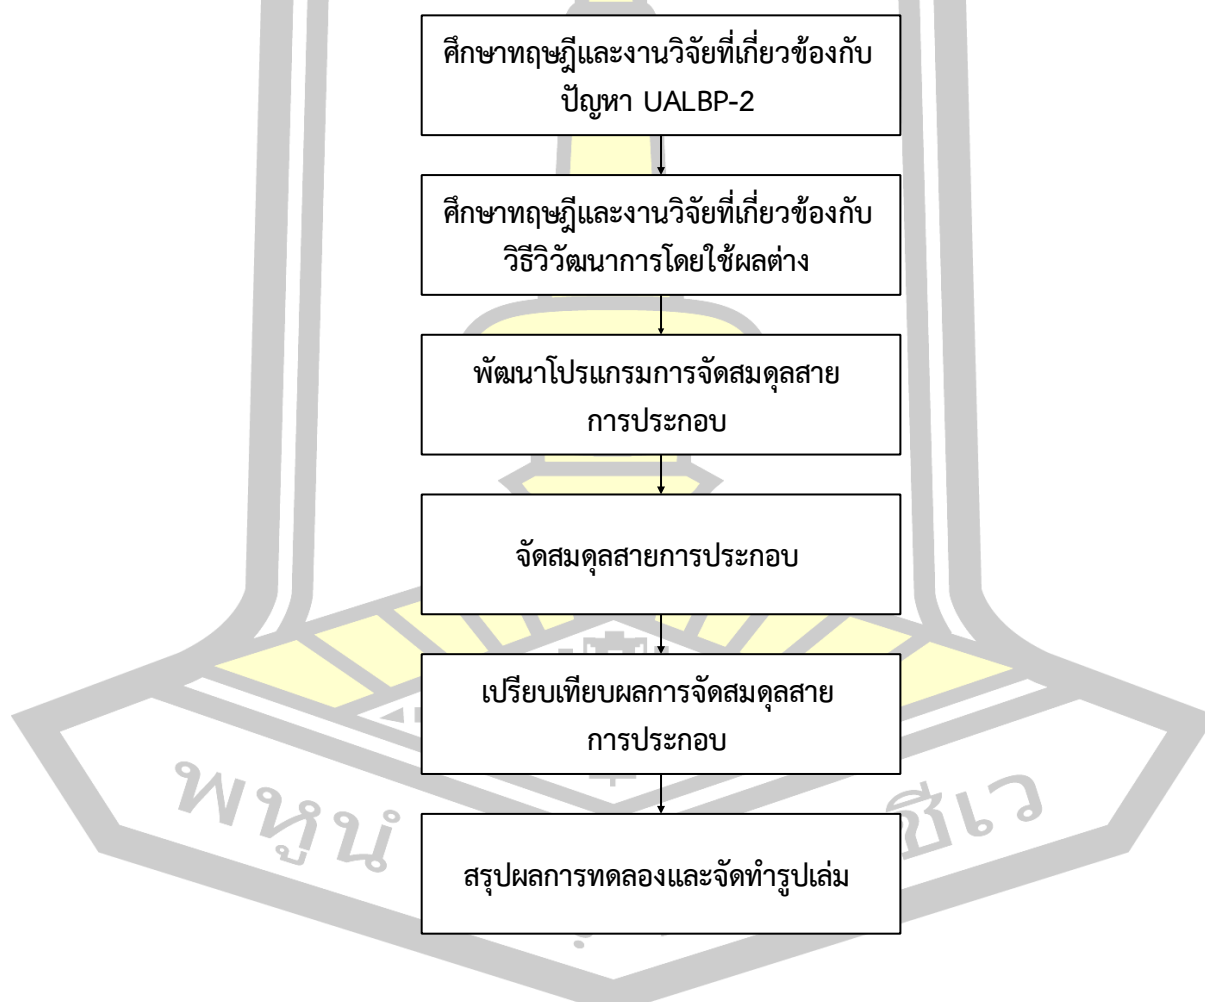 ศึกษาทฤษฎีและงานวิจัยที่เกี่ยวข้องกับ
ปัญหา UALBP-2
ศึกษาทฤษฎีและงานวิจัยที่เกี่ยวข้องกับ
วิธีวิวัฒนาการโดยใช้ผลต่าง
พัฒนาโปรแกรมการจัดสมดุลสาย
การประกอบ
จัดสมดุลสายการประกอบ
เปรียบเทียบผลการจัดสมดุลสาย
การประกอบ
สรุปผลการทดลองและจัดทำรูปเล่ม
พหูนํ
ชีเว